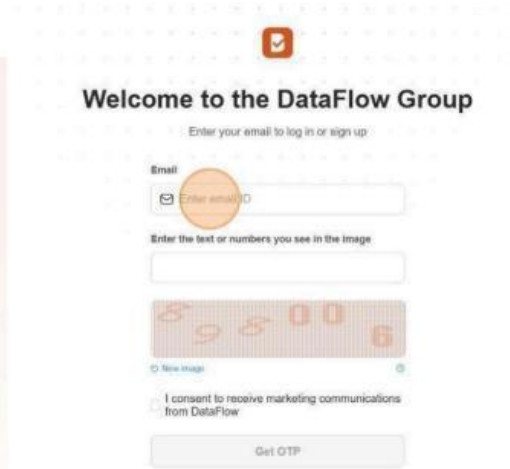 Welcome to the DataFlow Group
Enter your email to log in or sign up
Email
Enter email ID
Enter the text or numbers you see in the image
898006
New image
I consent to receive marketing communications
from DataFlow
Get OTP